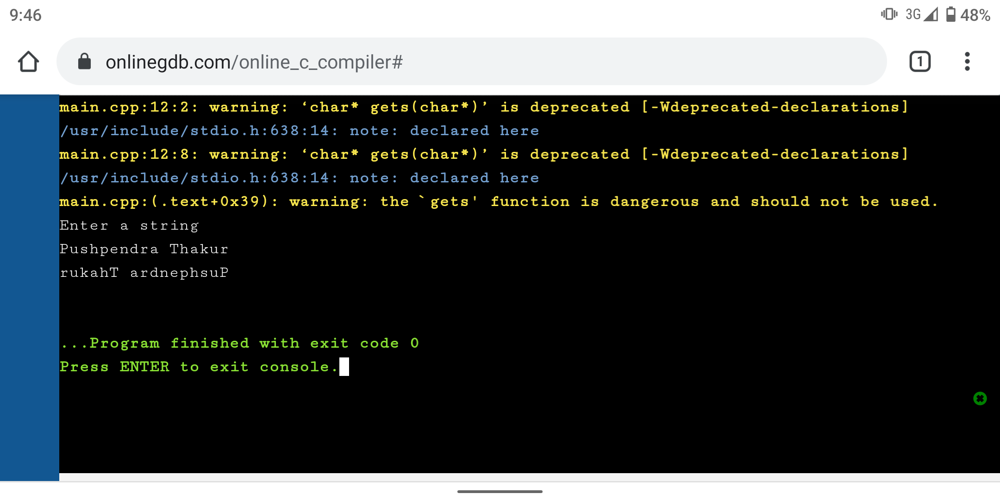 9:46
3G 48%
onlinegdb.com/online_c_compiler#
1
main.cpp:12:2: warning: ‘char* gets(char*)’ is deprecated [-Wdeprecated-declarations]
/usr/include/stdio.h:638:14: note: declared here
main.cpp:12:8: warning: ‘char* gets(char*)’ is deprecated [-Wdeprecated-declarations]
/usr/include/stdio.h:638:14: note: declared here
main.cpp:(.text+0x39): warning: the `gets' function is dangerous and should not be used.
Enter a string
Pushpendra Thakur
rukahT ardnephsuP
...Program finished with exit code 0
Press ENTER to exit console.